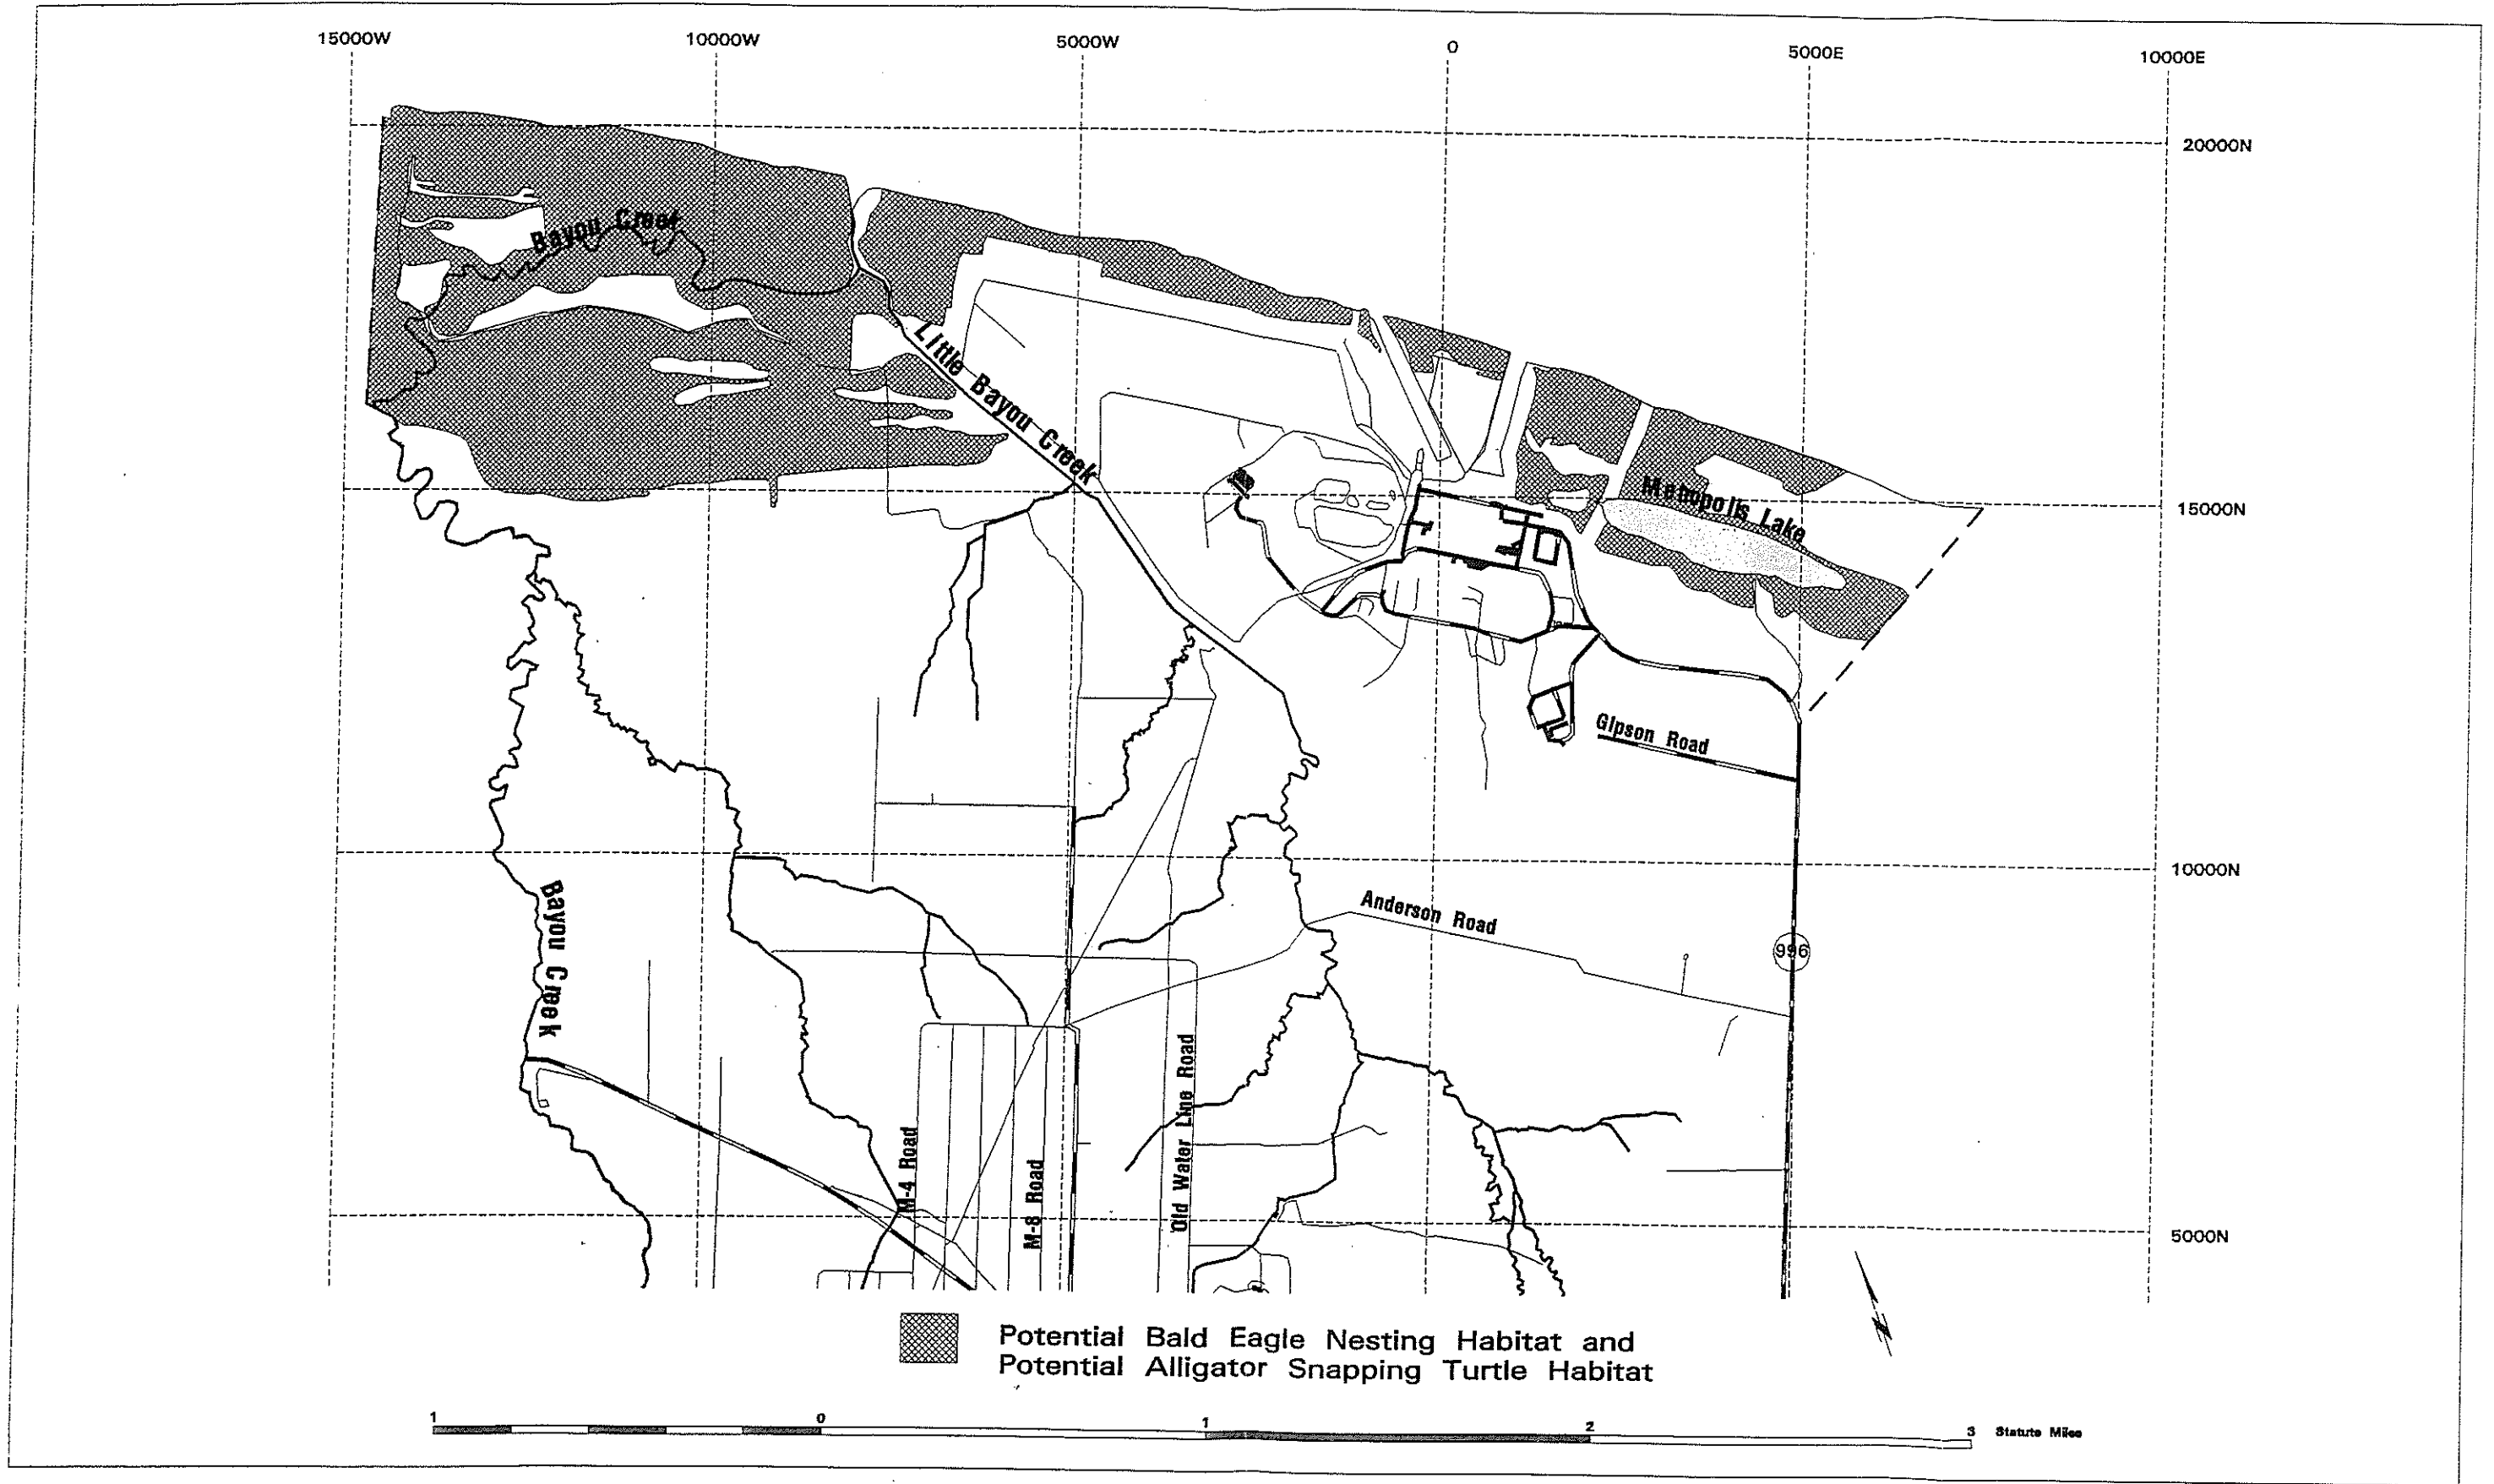 15000W
10000W
5000W
0
5000E
10000E
20000N
Bayou Creek
Little Bayou Creek
Metropolis Lake
15000N
Gipson Road
10000N
Bayou Creek
Anderson Road
996
Old Water Line Road
M-4 Road
M-8 Road
5000N
Potential Bald Eagle Nesting Habitat and
Potential Alligator Snapping Turtle Habitat
1 0 1 2 3 Statute Miles